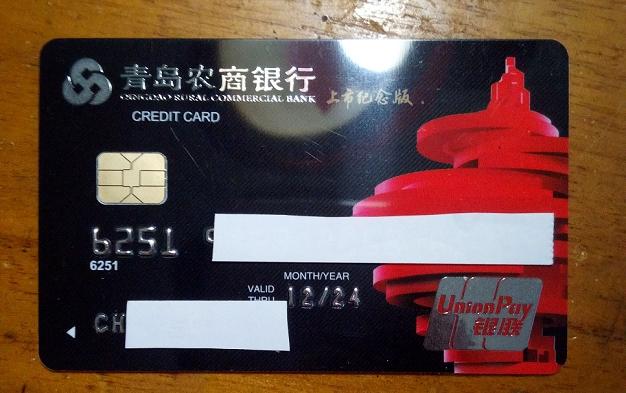 青岛农商银行
QINGDAO RURAL COMMERCIAL BANK
上市纪念版
CREDIT CARD
6251
6251
MONTH/YEAR
VALID THRU 12/24
UnionPay
银联
CH